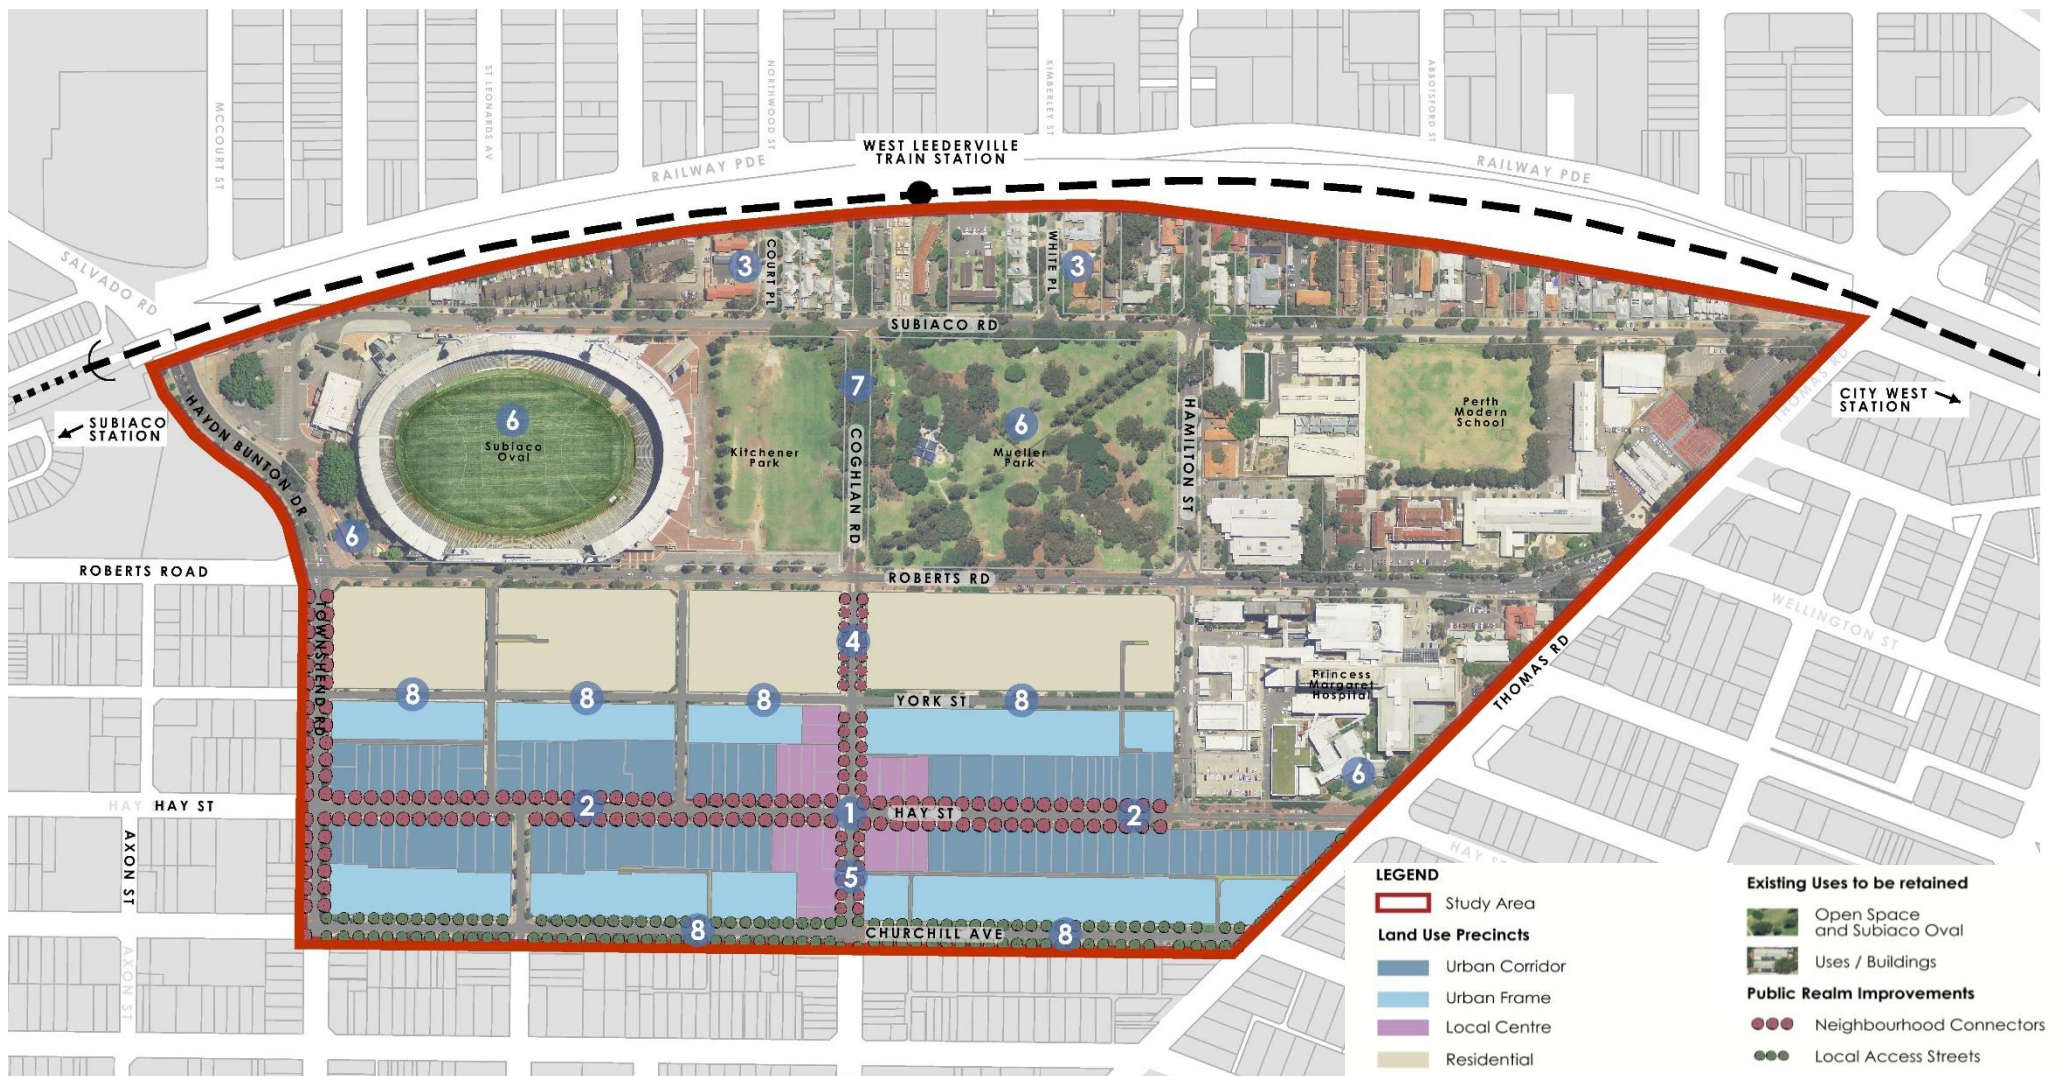 MCCOURT ST
ST LEONARDS AV
NORTHWOOD ST
KIMBERLEY ST
ABBOTSFORD ST
WEST LEEDERVILLE
TRAIN STATION
RAILWAY PDE
RAILWAY PDE
SALVADO RD
3
COURT PL
WHITE PL
3
SUBIACO RD
THOMAS RD
SUBIACO
STATION
CITY WEST
STATION
HAYDN BUNTON DR
6
Subiaco
Oval
Kitchener
Park
7
COGHLAN RD
6
Mueller
Park
HAMILTON ST
Perth
Modern
School
6
ROBERTS ROAD
ROBERTS RD
WELLINGTON ST
TOWNSHEND RD
4
THOMAS RD
Princess
Margaret
Hospital
8
8
8
YORK ST
8
6
HAY
HAY ST
2
1
HAY ST
2
HAY ST
AXON ST
5
AXON ST
8
CHURCHILL AVE
8
LEGEND
Study Area
Land Use Precincts
Urban Corridor
Urban Frame
Local Centre
Residential
Existing Uses to be retained
Open Space
and Subiaco Oval
Uses / Buildings
Public Realm Improvements
Neighbourhood Connectors
Local Access Streets